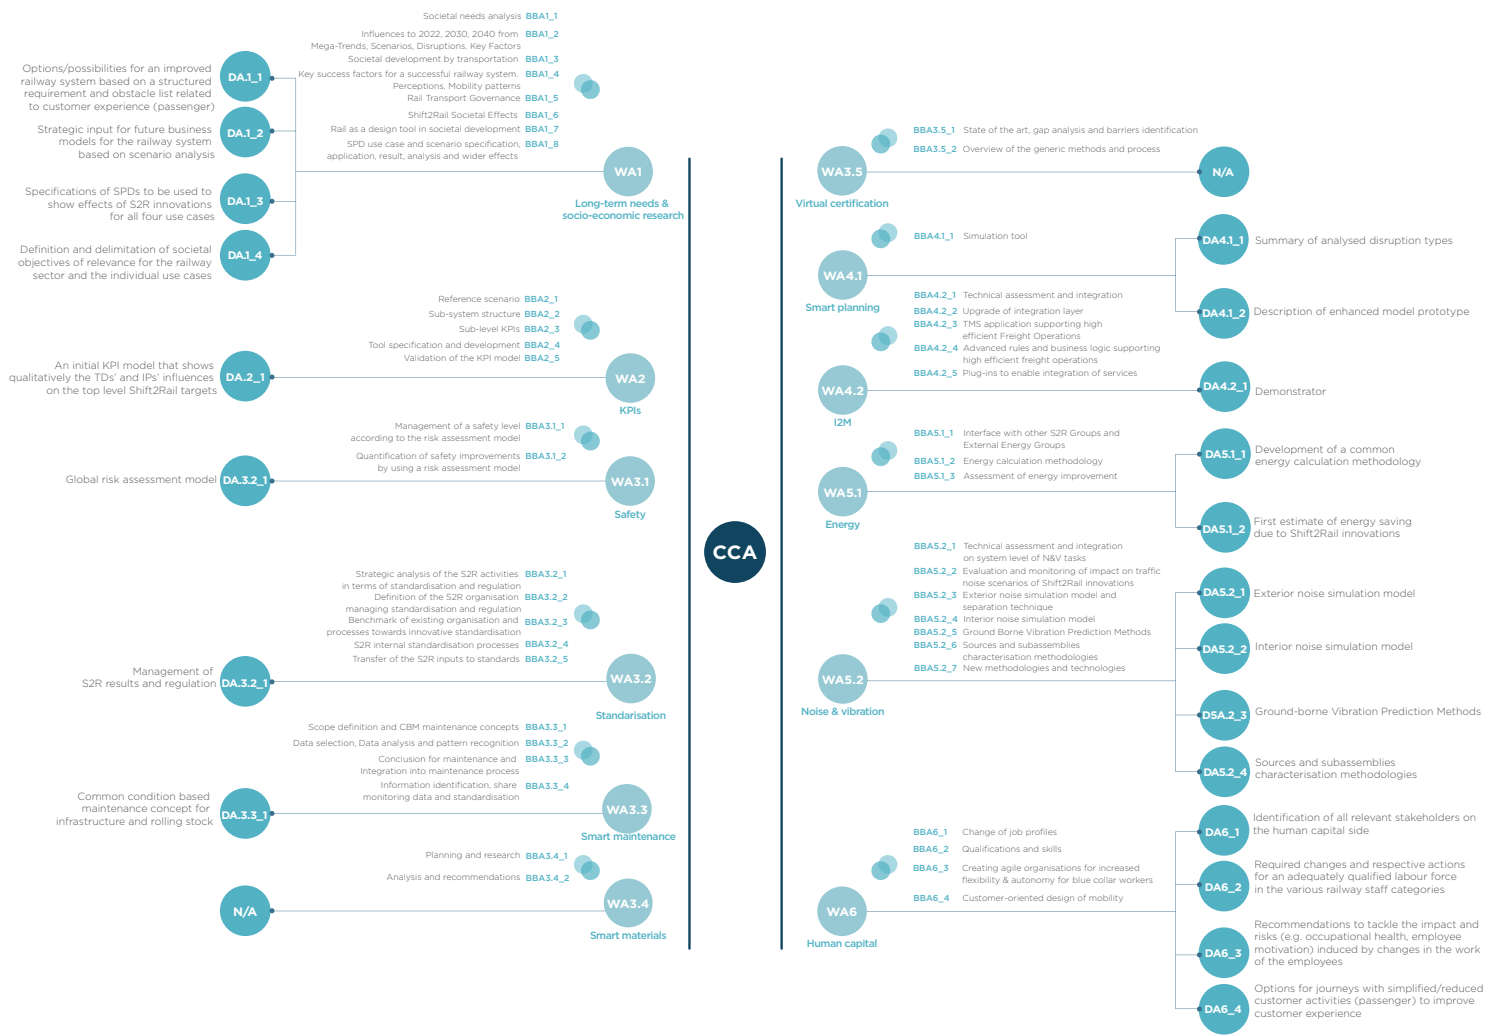 Societal needs analysis BBA1_1
Influences to 2022, 2030, 2040 from BBA1_2
Mega-Trends, Scenarios, Disruptions. Key Factors
Societal development by transportation BBA1_3
Key success factors for a successful railway system. BBA1_4
Perceptions, Mobility patterns
Rail Transport Governance BBA1_5
Shift2Rail Societal Effects BBA1_6
Rail as a design tool in societal development BBA1_7
SPD use case and scenario specification, BBA1_8
application, result, analysis and wider effects
Options/possibilities for an improved
railway system based on a structured
requirement and obstacle list related
to customer experience (passenger)
DA.1_1
Strategic input for future business
models for the railway system
based on scenario analysis
DA.1_2
Specifications of SPDs to be used to
show effects of S2R innovations
for all four use cases
DA.1_3
Definition and delimitation of societal
objectives of relevance for the railway
sector and the individual use cases
DA.1_4
WA1
Long-term needs &
socio-economic research
Reference scenario BBA2_1
Sub-system structure BBA2_2
Sub-level KPIs BBA2_3
Tool specification and development BBA2_4
Validation of the KPI model BBA2_5
An initial KPI model that shows
qualitatively the TDs' and IPs' influences
on the top level Shift2Rail targets
DA.2_1
WA2
KPIs
Management of a safety level BBA3.1_1
according to the risk assessment model
Quantification of safety improvements BBA3.1_2
by using a risk assessment model
Global risk assessment model
DA.3.2_1
WA3.1
Safety
Strategic analysis of the S2R activities BBA3.2_1
in terms of standardisation and regulation
Definition of the S2R organisation BBA3.2_2
managing standardisation and regulation
Benchmark of existing organisation and BBA3.2_3
processes towards innovative standardisation
S2R internal standardisation processes BBA3.2_4
Transfer of the S2R inputs to standards BBA3.2_5
Management of
S2R results and regulation
DA.3.2_1
WA3.2
Standarisation
Scope definition and CBM maintenance concepts BBA3.3_1
Data selection, Data analysis and pattern recognition BBA3.3_2
Conclusion for maintenance and BBA3.3_3
Integration into maintenance process
Information identification, share BBA3.3_4
monitoring data and standardisation
Common condition based
maintenance concept for
infrastructure and rolling stock
DA.3.3_1
WA3.3
Smart maintenance
Planning and research BBA3.4_1
Analysis and recommendations BBA3.4_2
N/A
WA3.4
Smart materials
CCA
BBA3.5_1 State of the art, gap analysis and barriers identification
BBA3.5_2 Overview of the generic methods and process
WA3.5
Virtual certification
N/A
BBA4.1_1 Simulation tool
WA4.1
Smart planning
DA4.1_1
Summary of analysed disruption types
DA4.1_2
Description of enhanced model prototype
BBA4.2_1 Technical assessment and integration
BBA4.2_2 Upgrade of integration layer
BBA4.2_3 TMS application supporting high
efficient Freight Operations
BBA4.2_4 Advanced rules and business logic supporting
high efficient freight operations
BBA4.2_5 Plug-ins to enable integration of services
WA4.2
I2M
DA4.2_1
Demonstrator
BBA5.1_1 Interface with other S2R Groups and
External Energy Groups
BBA5.1_2 Energy calculation methodology
BBA5.1_3 Assessment of energy improvement
WA5.1
Energy
DA5.1_1
Development of a common
energy calculation methodology
DA5.1_2
First estimate of energy saving
due to Shift2Rail innovations
BBA5.2_1 Technical assessment and integration
on system level of N&V tasks
BBA5.2_2 Evaluation and monitoring of impact on traffic
noise scenarios of Shift2Rail innovations
BBA5.2_3 Exterior noise simulation model and
separation technique
BBA5.2_4 Interior noise simulation model
BBA5.2_5 Ground Borne Vibration Prediction Methods
BBA5.2_6 Sources and subassemblies
characterisation methodologies
BBA5.2_7 New methodologies and technologies
WA5.2
Noise & vibration
DA5.2_1
Exterior noise simulation model
DA5.2_2
Interior noise simulation model
D5A.2_3
Ground-borne Vibration Prediction Methods
DA5.2_4
Sources and subassemblies
characterisation methodologies
BBA6_1 Change of job profiles
BBA6_2 Qualifications and skills
BBA6_3 Creating agile organisations for increased
flexibility & autonomy for blue collar workers
BBA6_4 Customer-oriented design of mobility
WA6
Human capital
DA6_1
Identification of all relevant stakeholders on
the human capital side
DA6_2
Required changes and respective actions
for an adequately qualified labour force
in the various railway staff categories
DA6_3
Recommendations to tackle the impact and
risks (e.g. occupational health, employee
motivation) induced by changes in the work
of the employees
DA6_4
Options for journeys with simplified/reduced
customer activities (passenger) to improve
customer experience